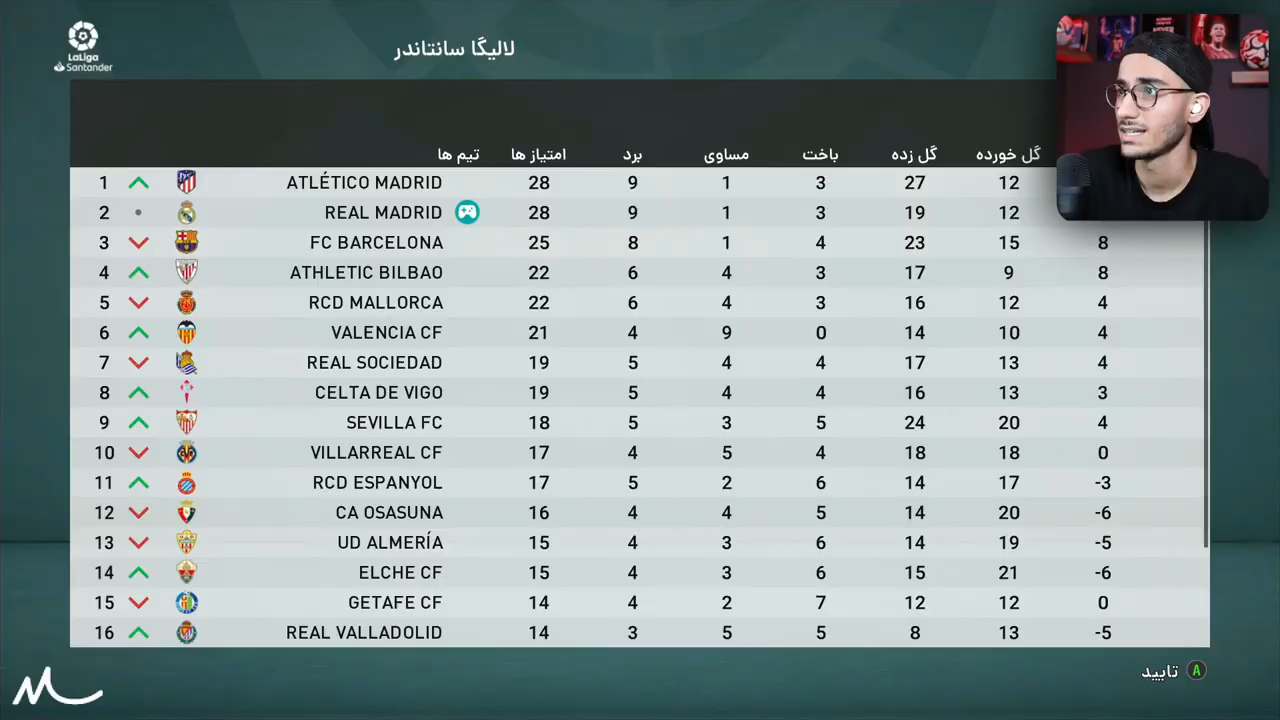 LaLiga
Santander
لالیگا سانتاندر
تیم ها امتیاز ها برد مساوی باخت گل زده گل خورده
1 ATLÉTICO MADRID 28 9 1 3 27 12
2 REAL MADRID 28 9 1 3 19 12
3 FC BARCELONA 25 8 1 4 23 15 8
4 ATHLETIC BILBAO 22 6 4 3 17 9 8
5 RCD MALLORCA 22 6 4 3 16 12 4
6 VALENCIA CF 21 4 9 0 14 10 4
7 REAL SOCIEDAD 19 5 4 4 17 13 4
8 CELTA DE VIGO 19 5 4 4 16 13 3
9 SEVILLA FC 18 5 3 5 24 20 4
10 VILLARREAL CF 17 4 5 4 18 18 0
11 RCD ESPANYOL 17 5 2 6 14 17 -3
12 CA OSASUNA 16 4 4 5 14 20 -6
13 UD ALMERÍA 15 4 3 6 14 19 -5
14 ELCHE CF 15 4 3 6 15 21 -6
15 GETAFE CF 14 4 2 7 12 12 0
16 REAL VALLADOLID 14 3 5 5 8 13 -5
تایید A